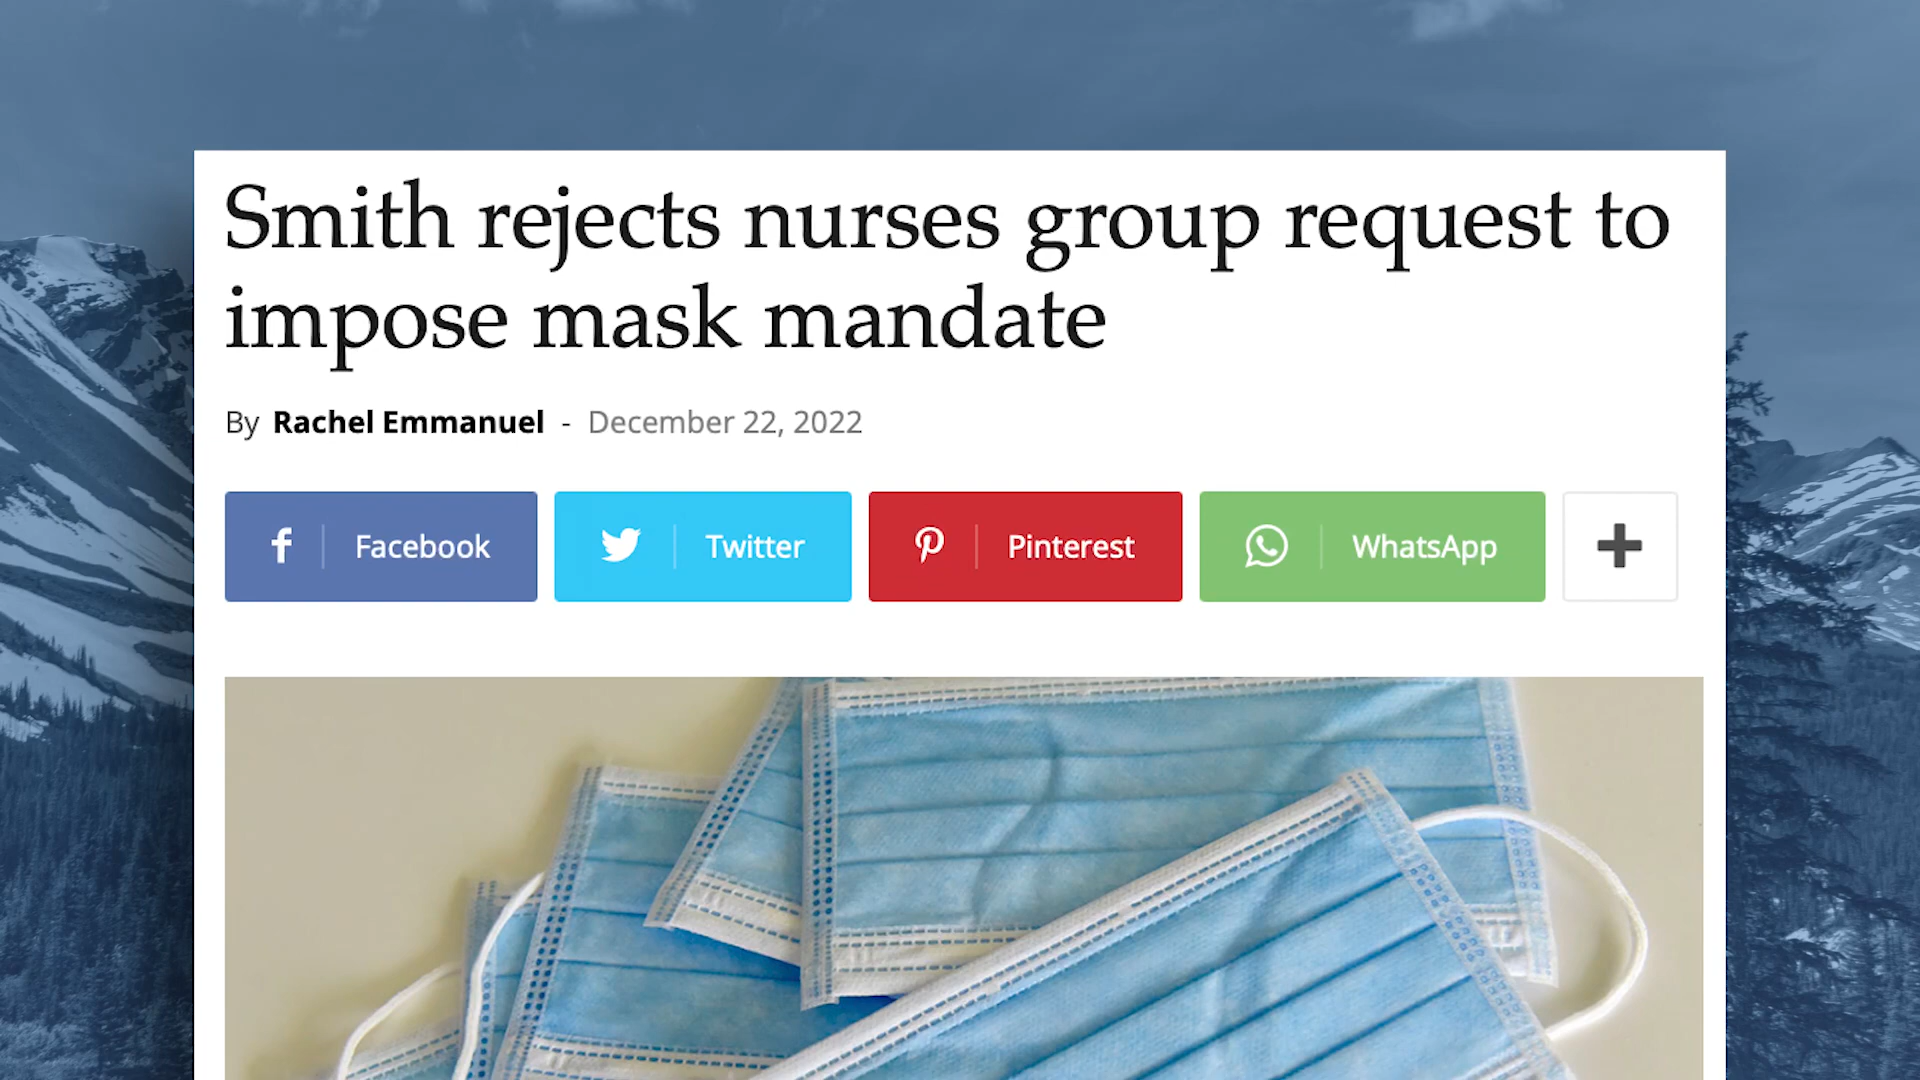 Smith rejects nurses group request to
impose mask mandate
By Rachel Emmanuel - December 22, 2022
Facebook Twitter Pinterest WhatsApp